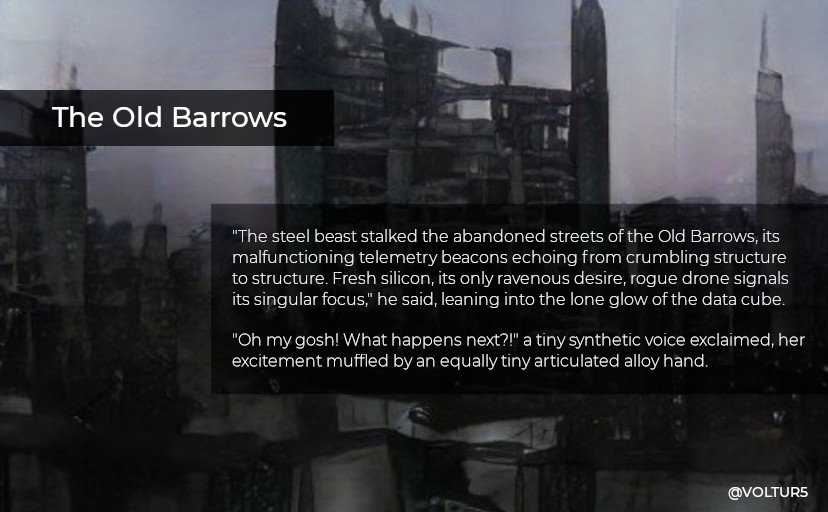 The Old Barrows
"The steel beast stalked the abandoned streets of the Old Barrows, its
malfunctioning telemetry beacons echoing from crumbling structure
to structure. Fresh silicon, its only ravenous desire, rogue drone signals
its singular focus," he said, leaning into the lone glow of the data cube.
"Oh my gosh! What happens next?!" a tiny synthetic voice exclaimed, her
excitement muffled by an equally tiny articulated alloy hand.
@VOLTUR5